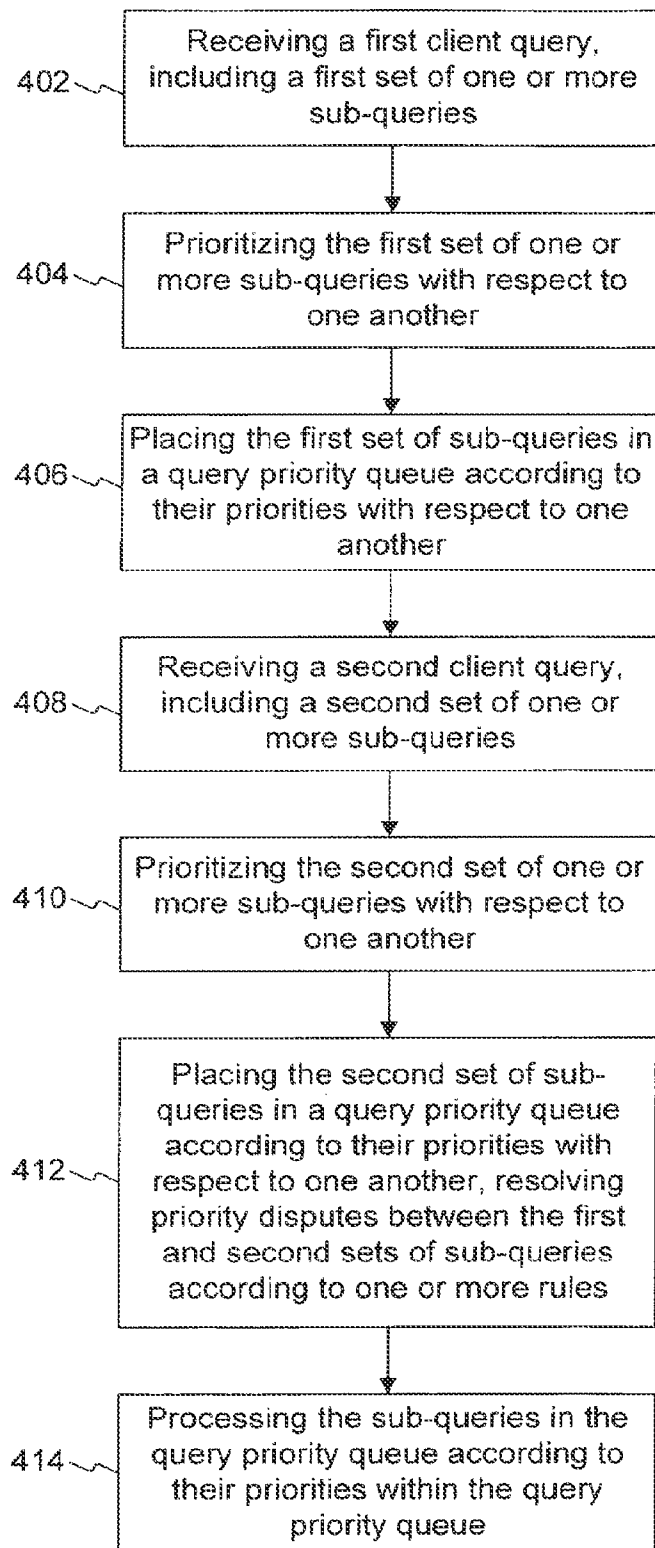 Receiving a first client query,
402
including a first set of one or more
sub-queries
Prioritizing the first set of one or
404
more sub-queries with respect to
one another
Placing the first set of sub-queries in
a query priority queue according to
406
their priorities with respect to one
another
Receiving a second client query,
408
including a second set of one or
more sub-queries
Prioritizing the second set of one or
410
more sub-queries with respect to
one another
Placing the second set of sub-
queries in a query priority queue
according to their priorities with
412
respect to one another, resolving
priority disputes between the first
and second sets of sub-queries
according to one or more rules
Processing the sub-queries in the
query priority queue according to
414
their priorities within the query
priority queue